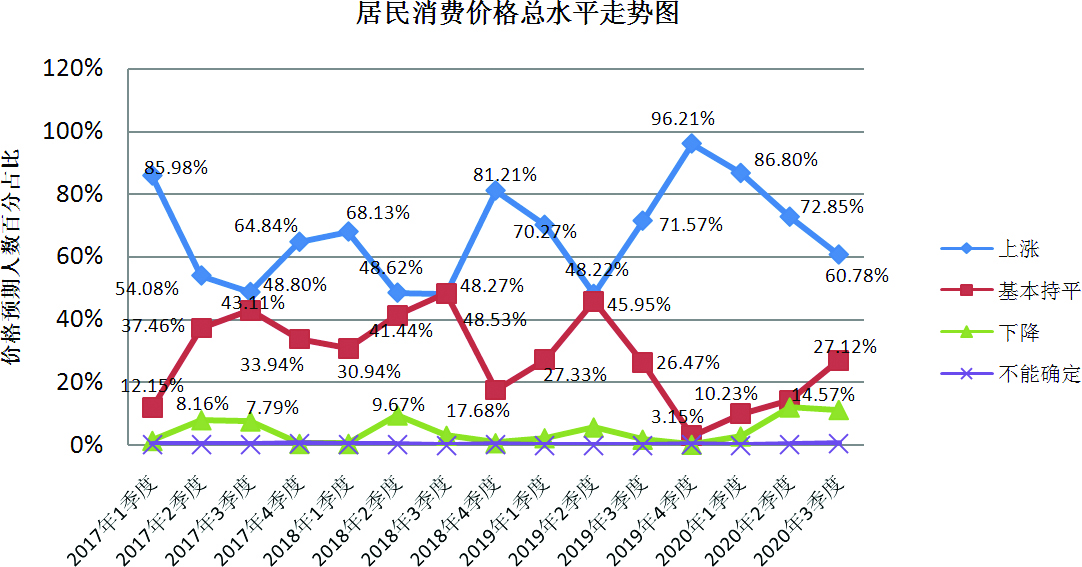 居民消费价格总水平走势图
价格预期人数百分占比
120%
100%
80%
60%
40%
20%
0%
85.98%
54.08%
48.80%
64.84%
68.13%
48.62%
48.27%
81.21%
70.27%
48.22%
71.57%
96.21%
86.80%
72.85%
60.78%
12.15%
37.46%
43.11%
33.94%
30.94%
41.44%
48.53%
17.68%
27.33%
45.95%
26.47%
3.15%
10.23%
14.57%
27.12%
8.16%
7.79%
9.67%
2017年1季度
2017年2季度
2017年3季度
2017年4季度
2018年1季度
2018年2季度
2018年3季度
2018年4季度
2019年1季度
2019年2季度
2019年3季度
2019年4季度
2020年1季度
2020年2季度
2020年3季度
上涨
基本持平
下降
不能确定